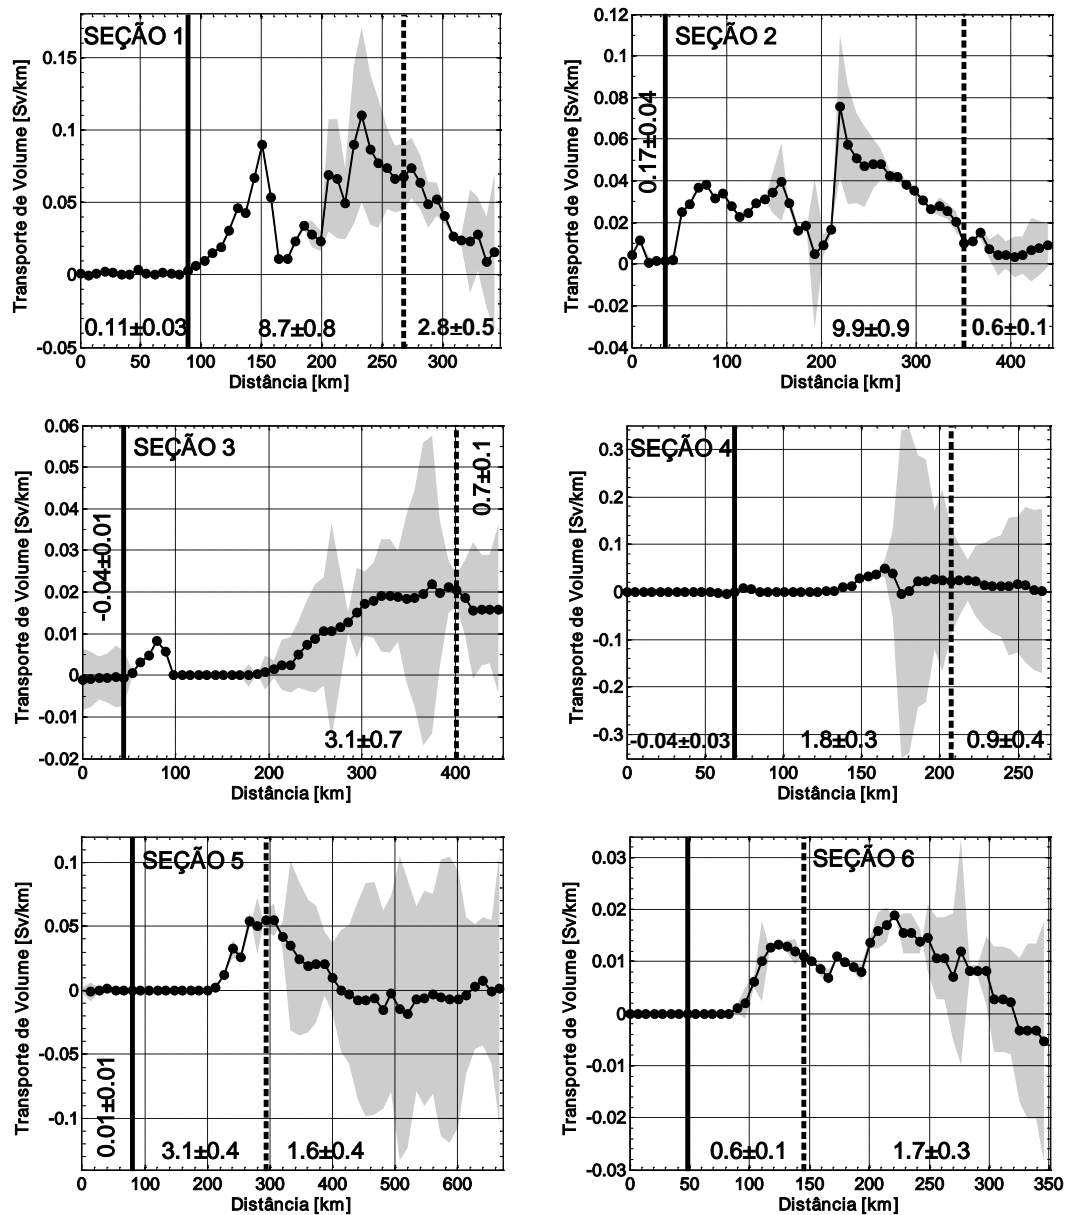 SEÇÃO 1
Transporte de Volume [Sv/km]
0.15
0.1
0.05
0
-0.05
0.11±0.03
8.7±0.8
2.8±0.5
0 50 100 150 200 250 300
Distância [km]
SEÇÃO 2
Transporte de Volume [Sv/km]
0.12
0.1
0.08
0.06
0.04
0.02
0
-0.02
-0.04
0.17±0.04
9.9±0.9
0.6±0.1
0 100 200 300 400
Distância [km]
SEÇÃO 3
Transporte de Volume [Sv/km]
0.06
0.05
0.04
0.03
0.02
0.01
0
-0.01
-0.02
-0.04±0.01
3.1±0.7
0.7±0.1
0 100 200 300 400
Distância [km]
SEÇÃO 4
Transporte de Volume [Sv/km]
0.3
0.2
0.1
0
-0.1
-0.2
-0.3
-0.04±0.03
1.8±0.3
0.9±0.4
0 50 100 150 200 250
Distância [km]
SEÇÃO 5
Transporte de Volume [Sv/km]
0.1
0.05
0
-0.05
-0.1
0.01±0.01
3.1±0.4
1.6±0.4
0 100 200 300 400 500 600
Distância [km]
SEÇÃO 6
Transporte de Volume [Sv/km]
0.03
0.02
0.01
0
-0.01
-0.02
-0.03
0.6±0.1
1.7±0.3
0 50 100 150 200 250 300 350
Distância [km]